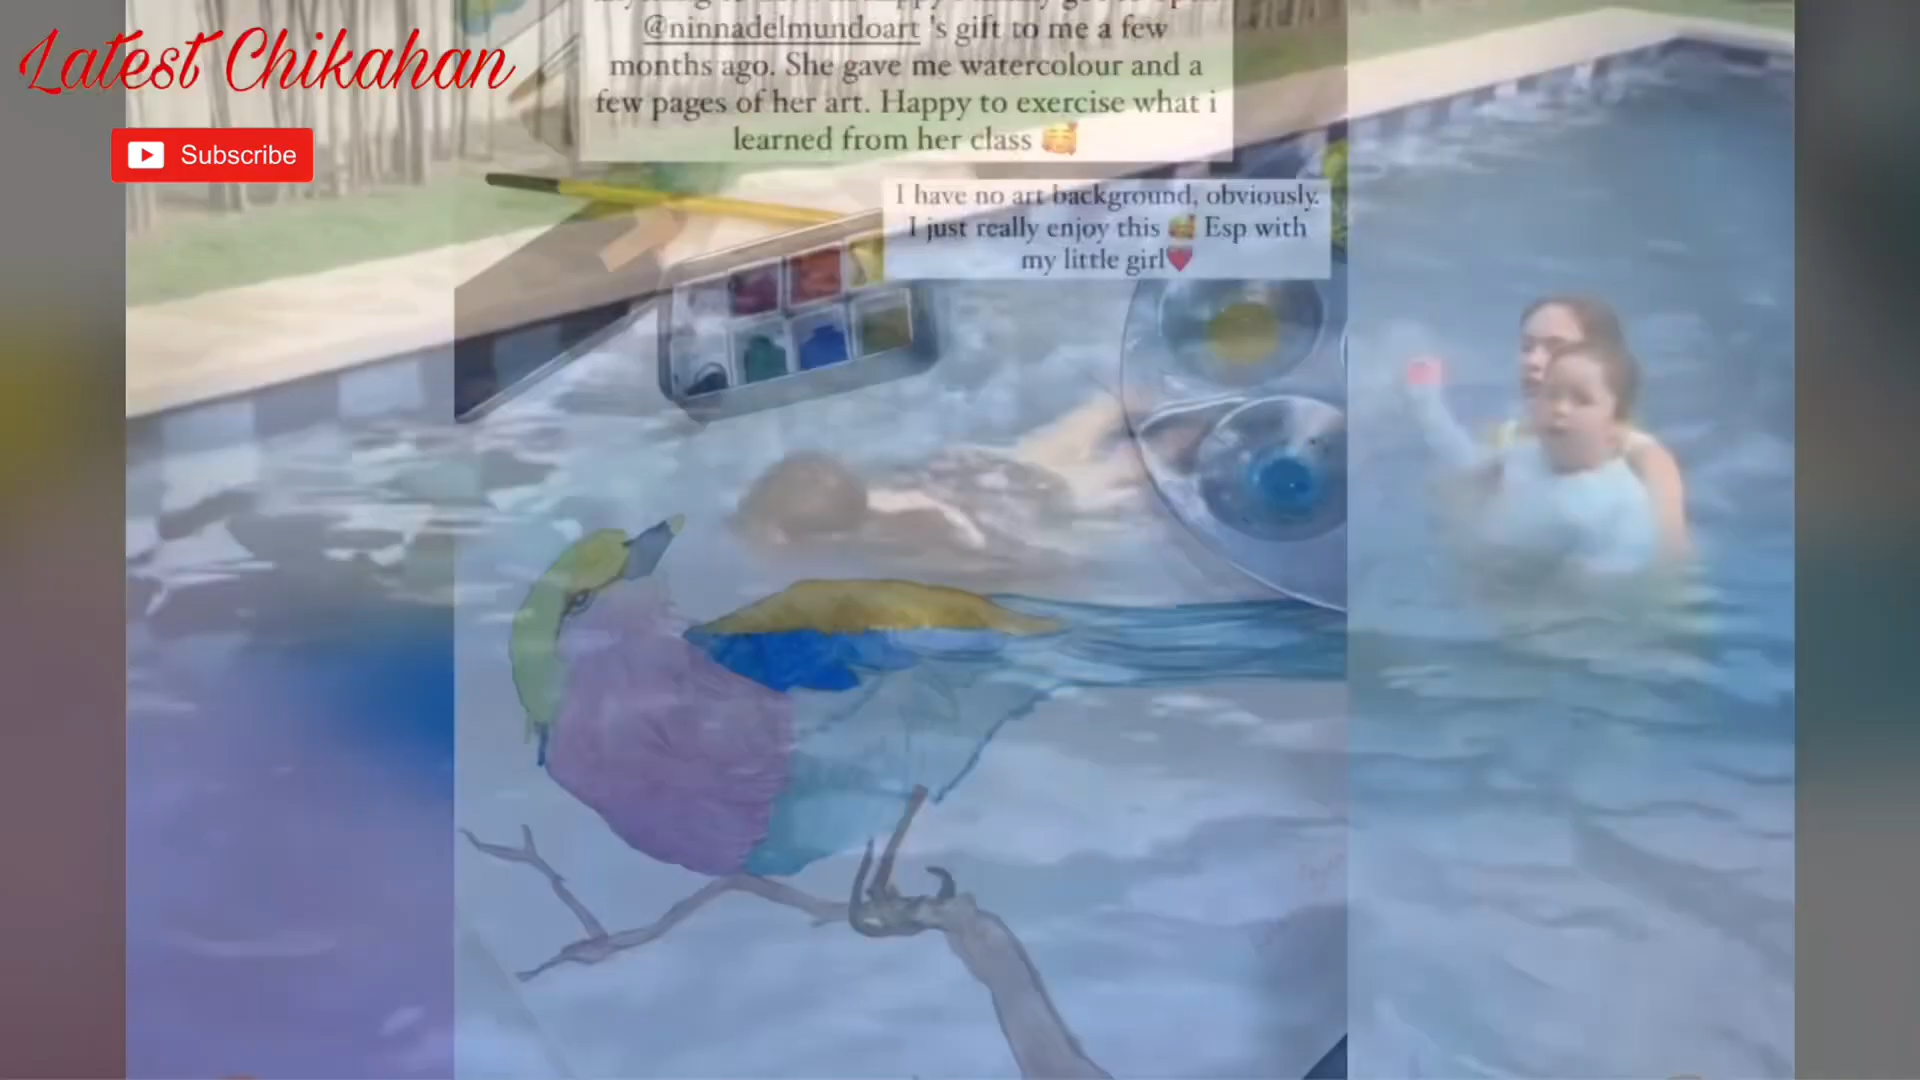 Latest Chikahan
Subscribe
@ninnadelmundoart 's gift to me a few
months ago. She gave me watercolour and a
few pages of her art. Happy to exercise what i
learned from her class 🥰
I have no art background, obviously.
I just really enjoy this 🥰 Esp with
my little girl❤️